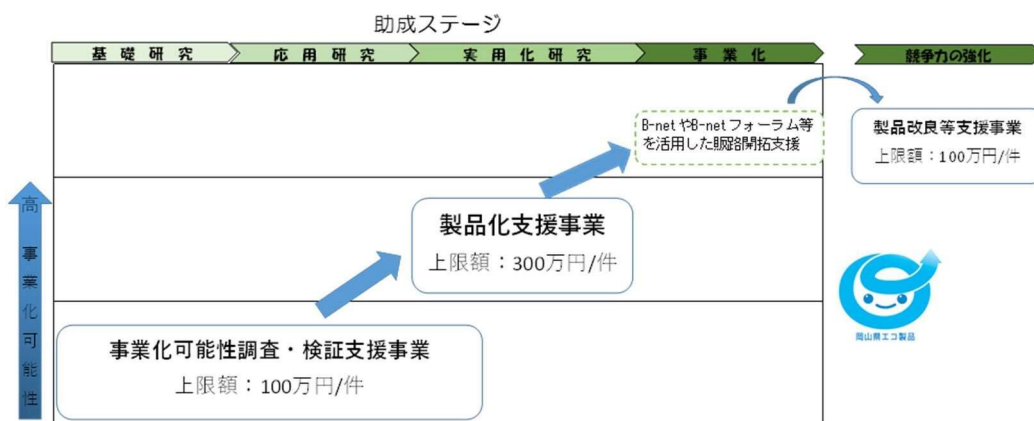 助成ステージ
基礎研究
応用研究
実用化研究
事業化
競争力の強化
B-netやB-netフォーラム等
を活用した販路開拓支援
製品改良等支援事業
上限額：100万円/件
製品化支援事業
上限額：300万円/件
事業化可能性調査・検証支援事業
上限額：100万円/件
高 事業化可能性
岡山県エコ製品